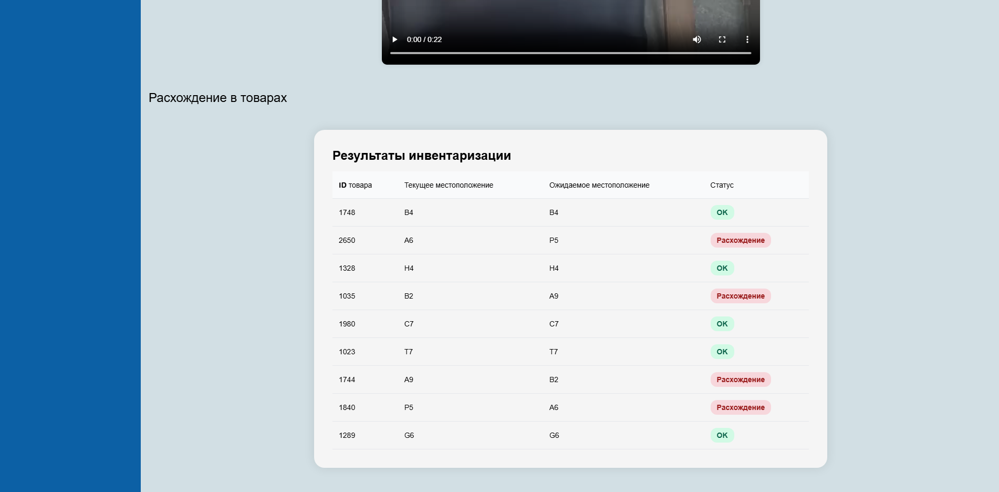 0:00 / 0:22
Расхождение в товарах
Результаты инвентаризации
ID товара Текущее местоположение Ожидаемое местоположение Статус
1748 B4 B4 OK
2650 A6 P5 Расхождение
1328 H4 H4 OK
1035 B2 A9 Расхождение
1980 C7 C7 OK
1023 T7 T7 OK
1744 A9 B2 Расхождение
1840 P5 A6 Расхождение
1289 G6 G6 OK